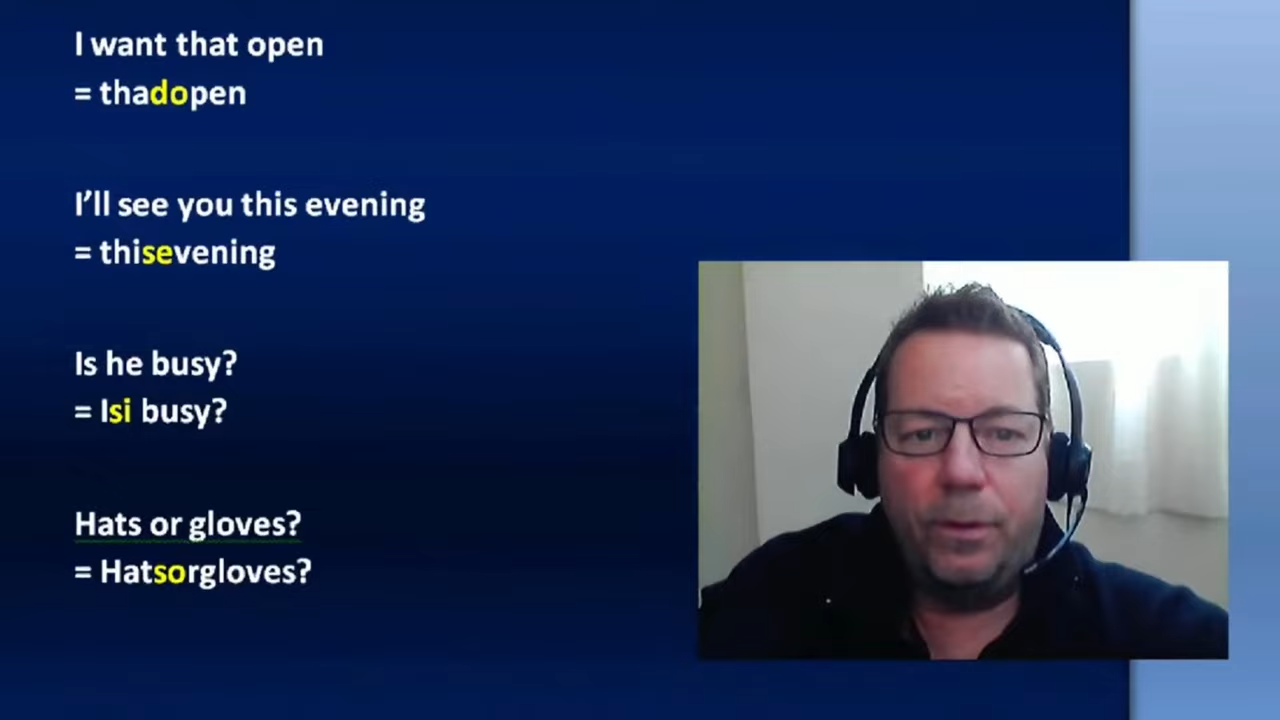 I want that open
= thadopen
I’ll see you this evening
= thisevening
Is he busy?
= Isi busy?
Hats or gloves?
= Hatsorgloves?